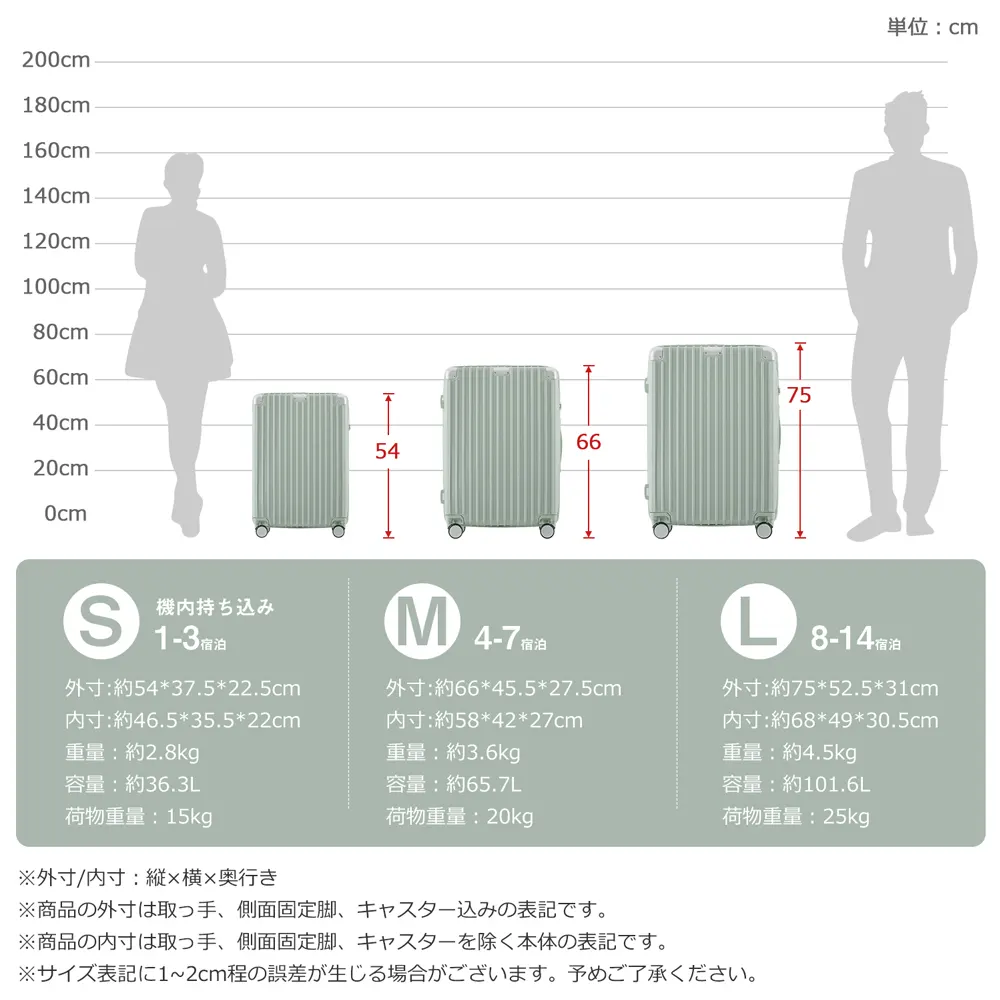 単位：cm
200cm
180cm
160cm
140cm
120cm
100cm
80cm
60cm
40cm
20cm
0cm
54
66
75
S 機内持ち込み
1-3宿泊
外寸:約54*37.5*22.5cm
内寸:約46.5*35.5*22cm
重量：約2.8kg
容量：約36.3L
荷物重量：15kg
M 4-7宿泊
外寸:約66*45.5*27.5cm
内寸:約58*42*27cm
重量：約3.6kg
容量：約65.7L
荷物重量：20kg
L 8-14宿泊
外寸:約75*52.5*31cm
内寸:約68*49*30.5cm
重量：約4.5kg
容量：約101.6L
荷物重量：25kg
※外寸/内寸：縦×横×奥行き
※商品の外寸は取っ手、側面固定脚、キャスター込みの表記です。
※商品の内寸は取っ手、側面固定脚、キャスターを除く本体の表記です。
※サイズ表記に1~2cm程の誤差が生じる場合がございます。予めご了承ください。